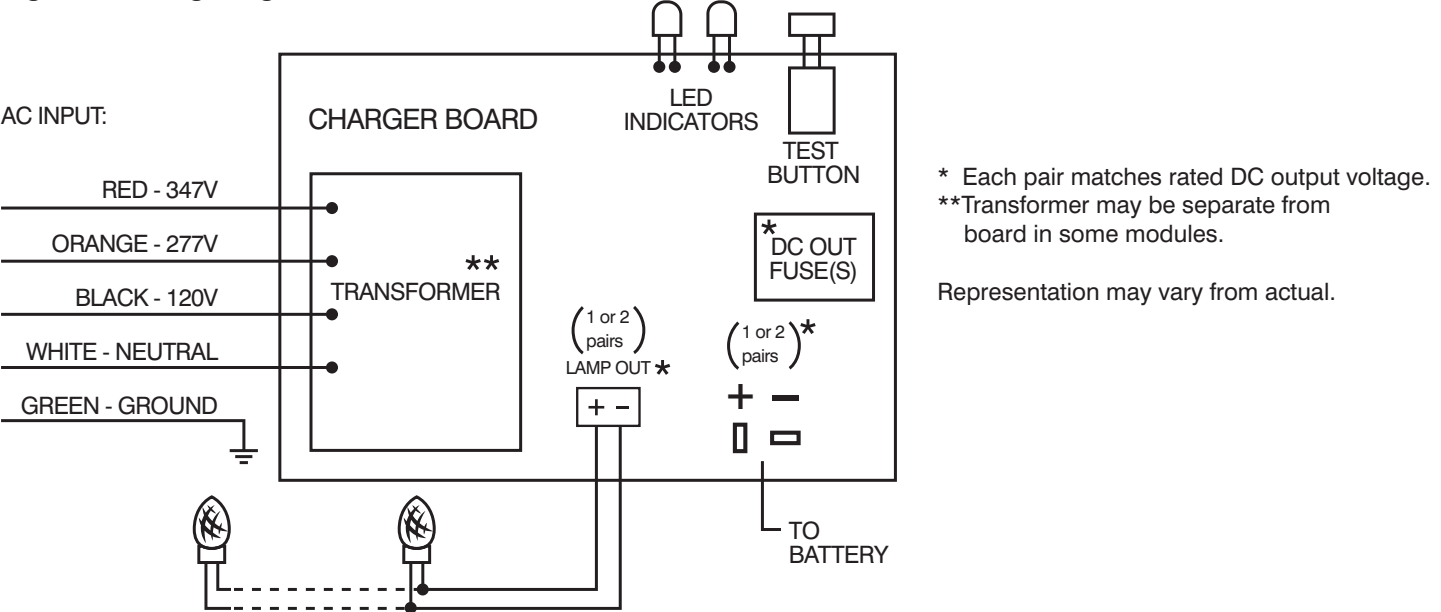 AC INPUT:
RED - 347V
ORANGE - 277V
BLACK - 120V
WHITE - NEUTRAL
GREEN - GROUND
CHARGER BOARD
**
TRANSFORMER
LED
INDICATORS
TEST
BUTTON
*
DC OUT
FUSE(S)
(1 or 2
pairs)
LAMP OUT *
+ -
(1 or 2
pairs)*
+ -
TO
BATTERY
* Each pair matches rated DC output voltage.
**Transformer may be separate from
board in some modules.
Representation may vary from actual.